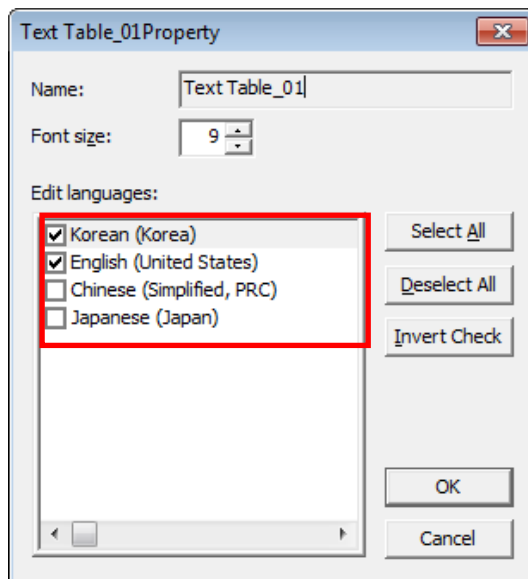 Text Table_01Property
Name: Text Table_01
Font size: 9
Edit languages:
Korean (Korea)
English (United States)
Chinese (Simplified, PRC)
Japanese (Japan)
Select All
Deselect All
Invert Check
OK
Cancel